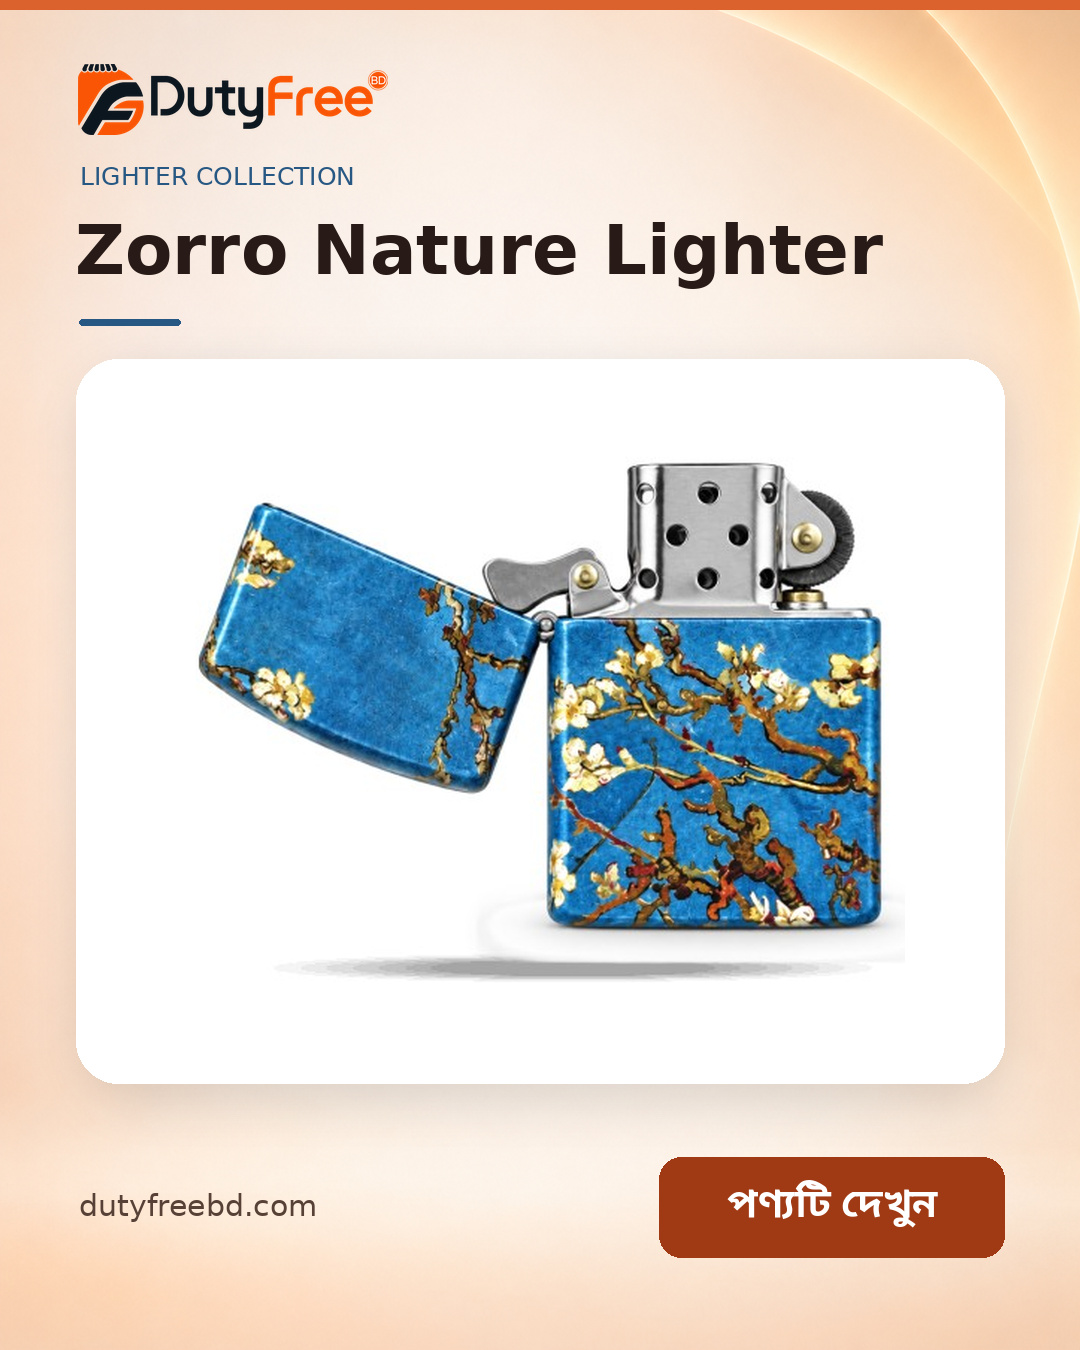 DutyFree BD
LIGHTER COLLECTION
Zorro Nature Lighter
dutyfreebd.com
পণ্যটি দেখুন